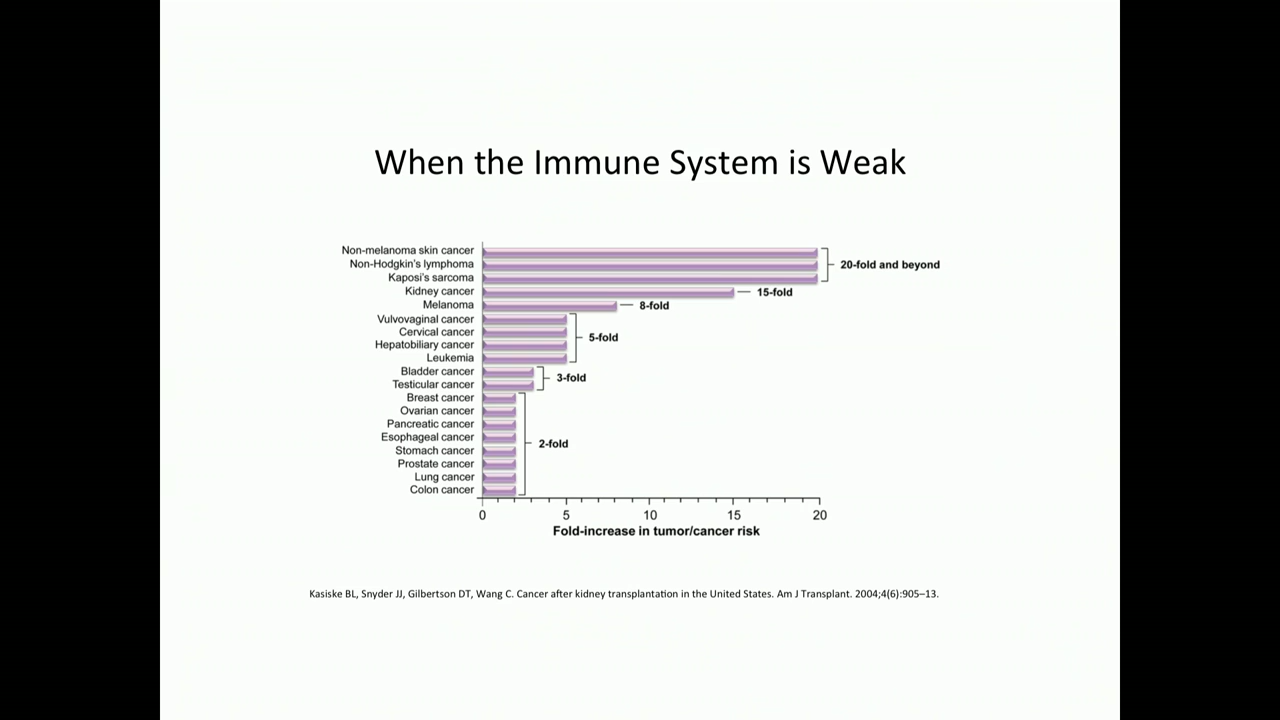 When the Immune System is Weak
Non-melanoma skin cancer
Non-Hodgkin's lymphoma
Kaposi's sarcoma
20-fold and beyond
Kidney cancer
15-fold
Melanoma
8-fold
Vulvovaginal cancer
Cervical cancer
Hepatobiliary cancer
Leukemia
5-fold
Bladder cancer
Testicular cancer
3-fold
Breast cancer
Ovarian cancer
Pancreatic cancer
Esophageal cancer
Stomach cancer
Prostate cancer
Lung cancer
Colon cancer
2-fold
0 5 10 15 20
Fold-increase in tumor/cancer risk
Kasiske BL, Snyder JJ, Gilbertson DT, Wang C. Cancer after kidney transplantation in the United States. Am J Transplant. 2004;4(6):905–13.